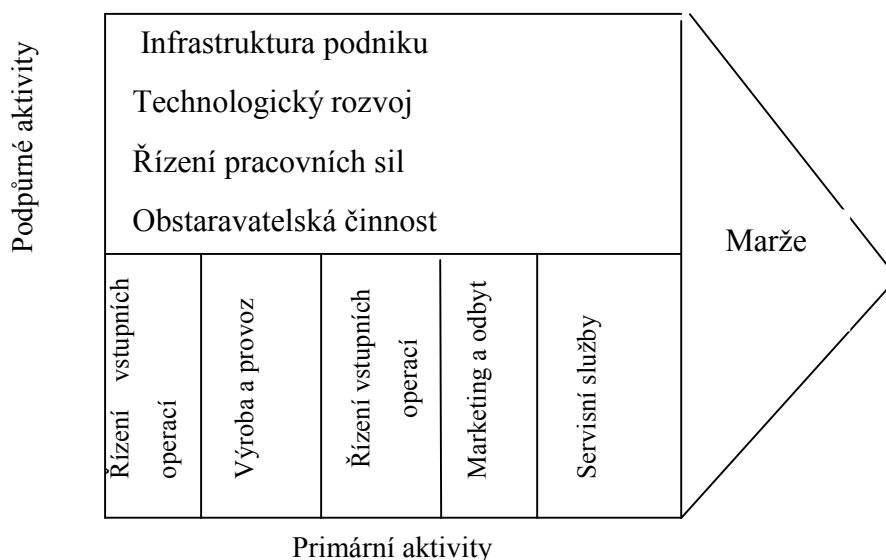 Podpůrné aktivity
Infrastruktura podniku
Technologický rozvoj
Řízení pracovních sil
Obstaravatelská činnost
Marže
Řízení vstupních
operací
Výroba a provoz
Řízení vstupních
operací
Marketing a odbyt
Servisní služby
Primární aktivity